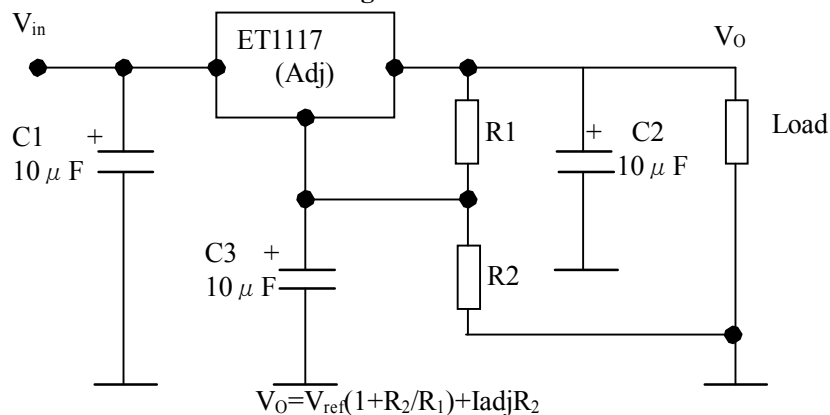 Vin
ET1117
(Adj)
VO
C1
+
10 μ F
R1
+
C2
10 μ F
Load
C3
+
10 μ F
R2
VO=Vref(1+R2/R1)+IadjR2